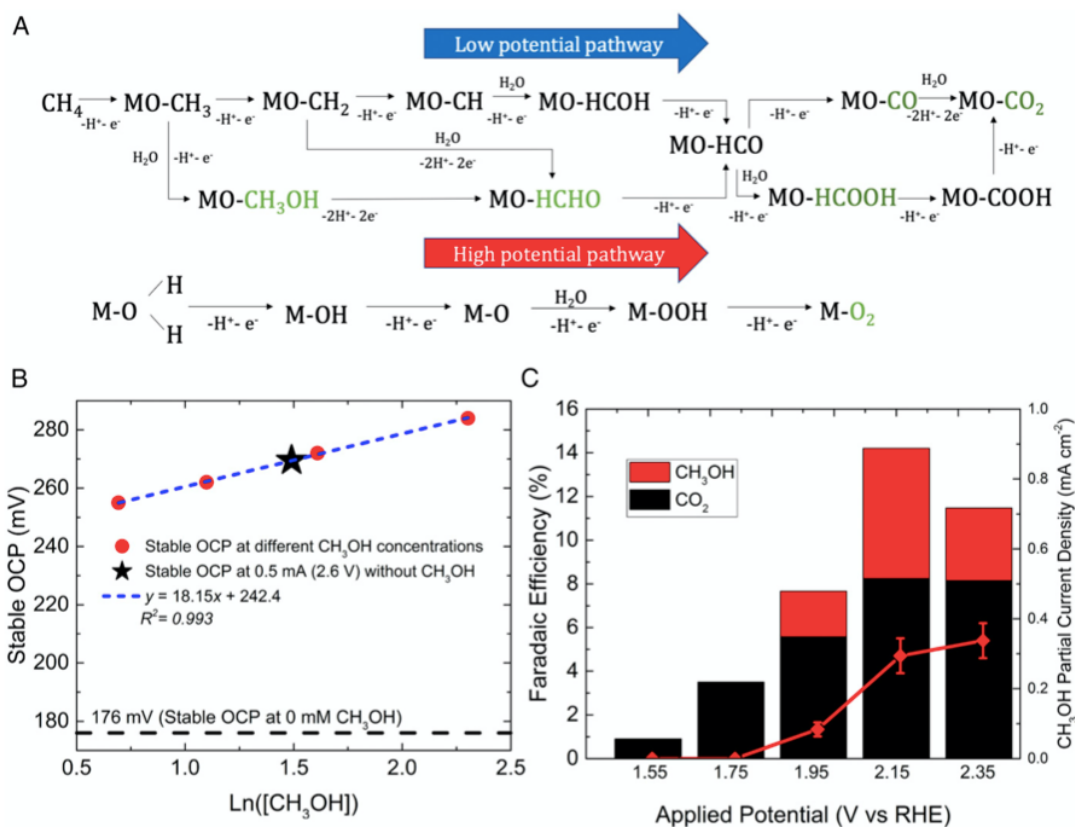 A
Low potential pathway
CH₄ -H⁺- e⁻ MO-CH₃ -H⁺- e⁻ MO-CH₂ -H⁺- e⁻ MO-CH H₂O -H⁺- e⁻ MO-HCOH -H⁺- e⁻ MO-HCO -H⁺- e⁻ MO-CO H₂O -2H⁺- 2e⁻ MO-CO₂
H₂O -H⁺- e⁻ H₂O -2H⁺- 2e⁻ H₂O -H⁺- e⁻ -H⁺- e⁻
MO-CH₃OH -2H⁺- 2e⁻ MO-HCHO -H⁺- e⁻ MO-HCOOH -H⁺- e⁻ MO-COOH
High potential pathway
H
M-O -H⁺- e⁻ M-OH -H⁺- e⁻ M-O H₂O -H⁺- e⁻ M-OOH -H⁺- e⁻ M-O₂
H
B
Stable OCP (mV)
280
260
240
220
200
180
Stable OCP at different CH₃OH concentrations
Stable OCP at 0.5 mA (2.6 V) without CH₃OH
y = 18.15x + 242.4
R²= 0.993
176 mV (Stable OCP at 0 mM CH₃OH)
0.5 1.0 1.5 2.0 2.5
Ln([CH₃OH])
C
Faradaic Efficiency (%)
16
14
12
10
8
6
4
2
0
CH₃OH
CO₂
1.0
0.8
0.6
0.4
0.2
0.0
CH₃OH Partial Current Density (mA cm⁻²)
1.55 1.75 1.95 2.15 2.35
Applied Potential (V vs RHE)